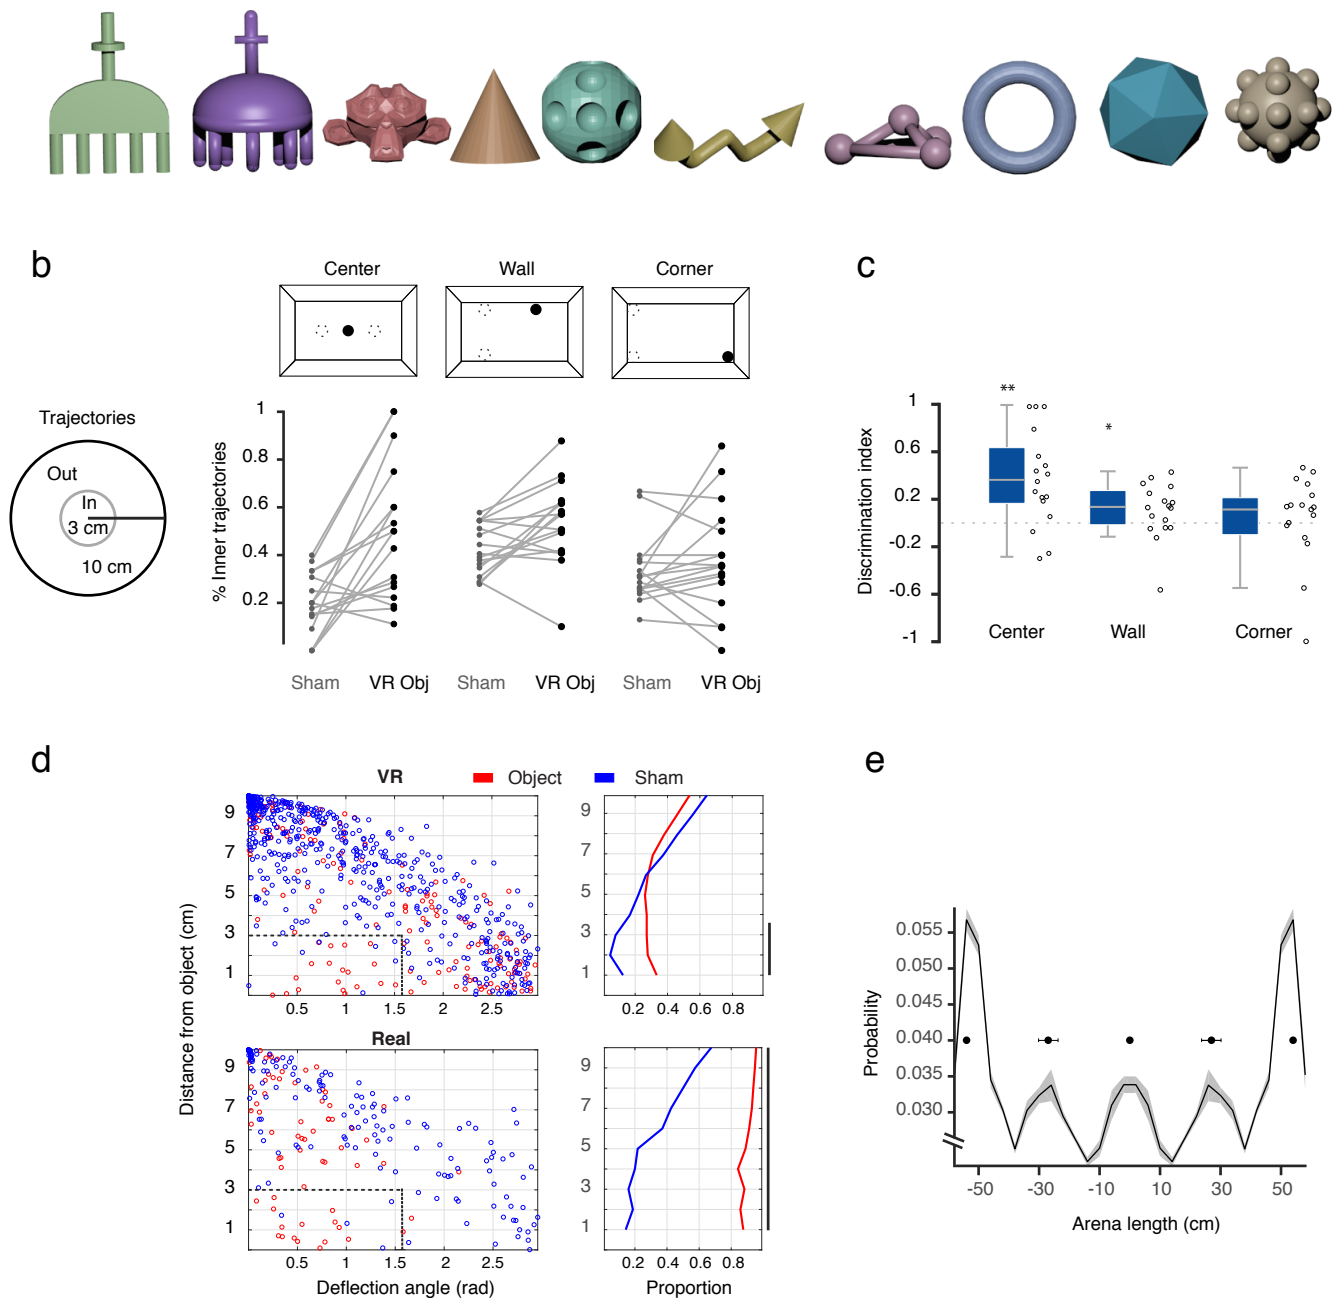 b
Center
Wall
Corner
Trajectories
Out
In
3 cm
10 cm
% Inner trajectories
1
0.8
0.6
0.4
0.2
Sham
VR Obj
Sham
VR Obj
Sham
VR Obj
c
Discrimination index
1
0.6
0.2
-0.2
-0.6
-1
**
*
Center
Wall
Corner
d
VR
Object
Sham
Distance from object (cm)
9
7
5
3
1
0.5 1 1.5 2 2.5
9
7
5
3
1
0.2 0.4 0.6 0.8
Real
9
7
5
3
1
0.5 1 1.5 2 2.5
Deflection angle (rad)
9
7
5
3
1
0.2 0.4 0.6 0.8
Proportion
e
Probability
0.055
0.050
0.045
0.040
0.035
0.030
-50 -30 -10 10 30 50
Arena length (cm)